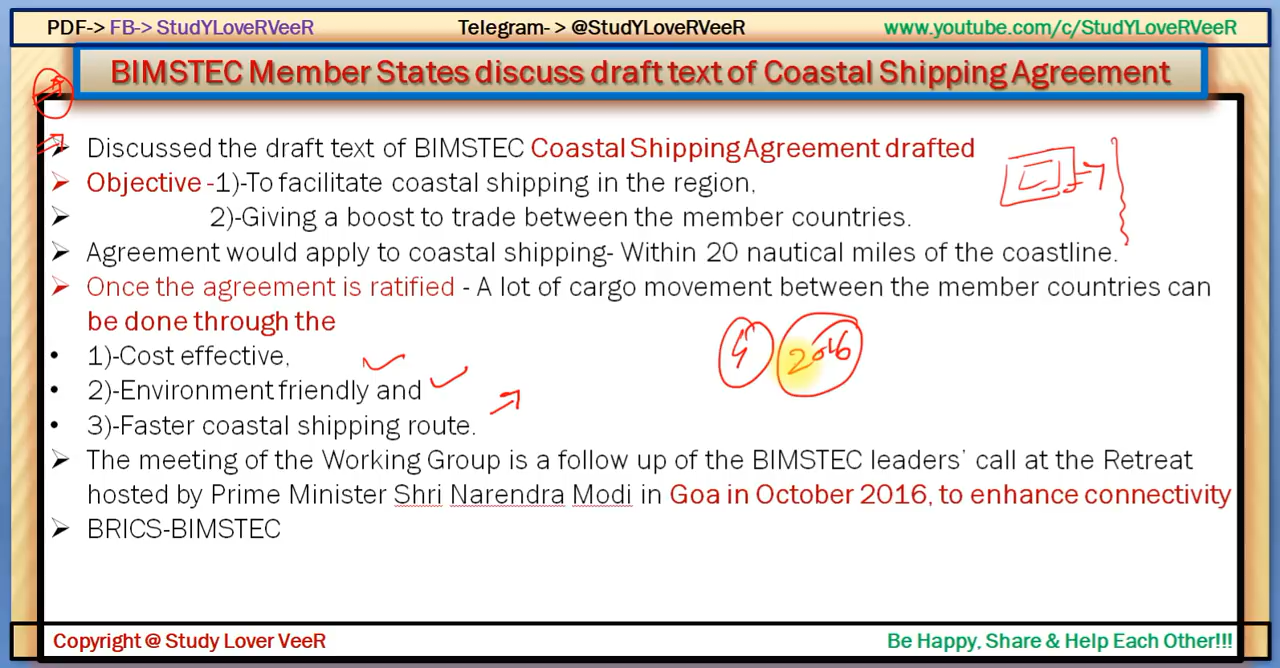 PDF-> FB-> StudYLoverRVeeR Telegram- > @StudYLoveRVeeR www.youtube.com/c/StudYLoveRVeeR
BIMSTEC Member States discuss draft text of Coastal Shipping Agreement
Discussed the draft text of BIMSTEC Coastal Shipping Agreement drafted
Objective -1)-To facilitate coastal shipping in the region,
2)-Giving a boost to trade between the member countries.
Agreement would apply to coastal shipping- Within 20 nautical miles of the coastline.
Once the agreement is ratified - A lot of cargo movement between the member countries can
be done through the
1)-Cost effective,
2016
2)-Environment friendly and
3)-Faster coastal shipping route.
The meeting of the Working Group is a follow up of the BIMSTEC leaders' call at the Retreat
hosted by Prime Minister Shri Narendra Modi in Goa in October 2016, to enhance connectivity
BRICS-BIMSTEC
Copyright @ Study Lover VeeR Be Happy, Share & Help Each Other!!!